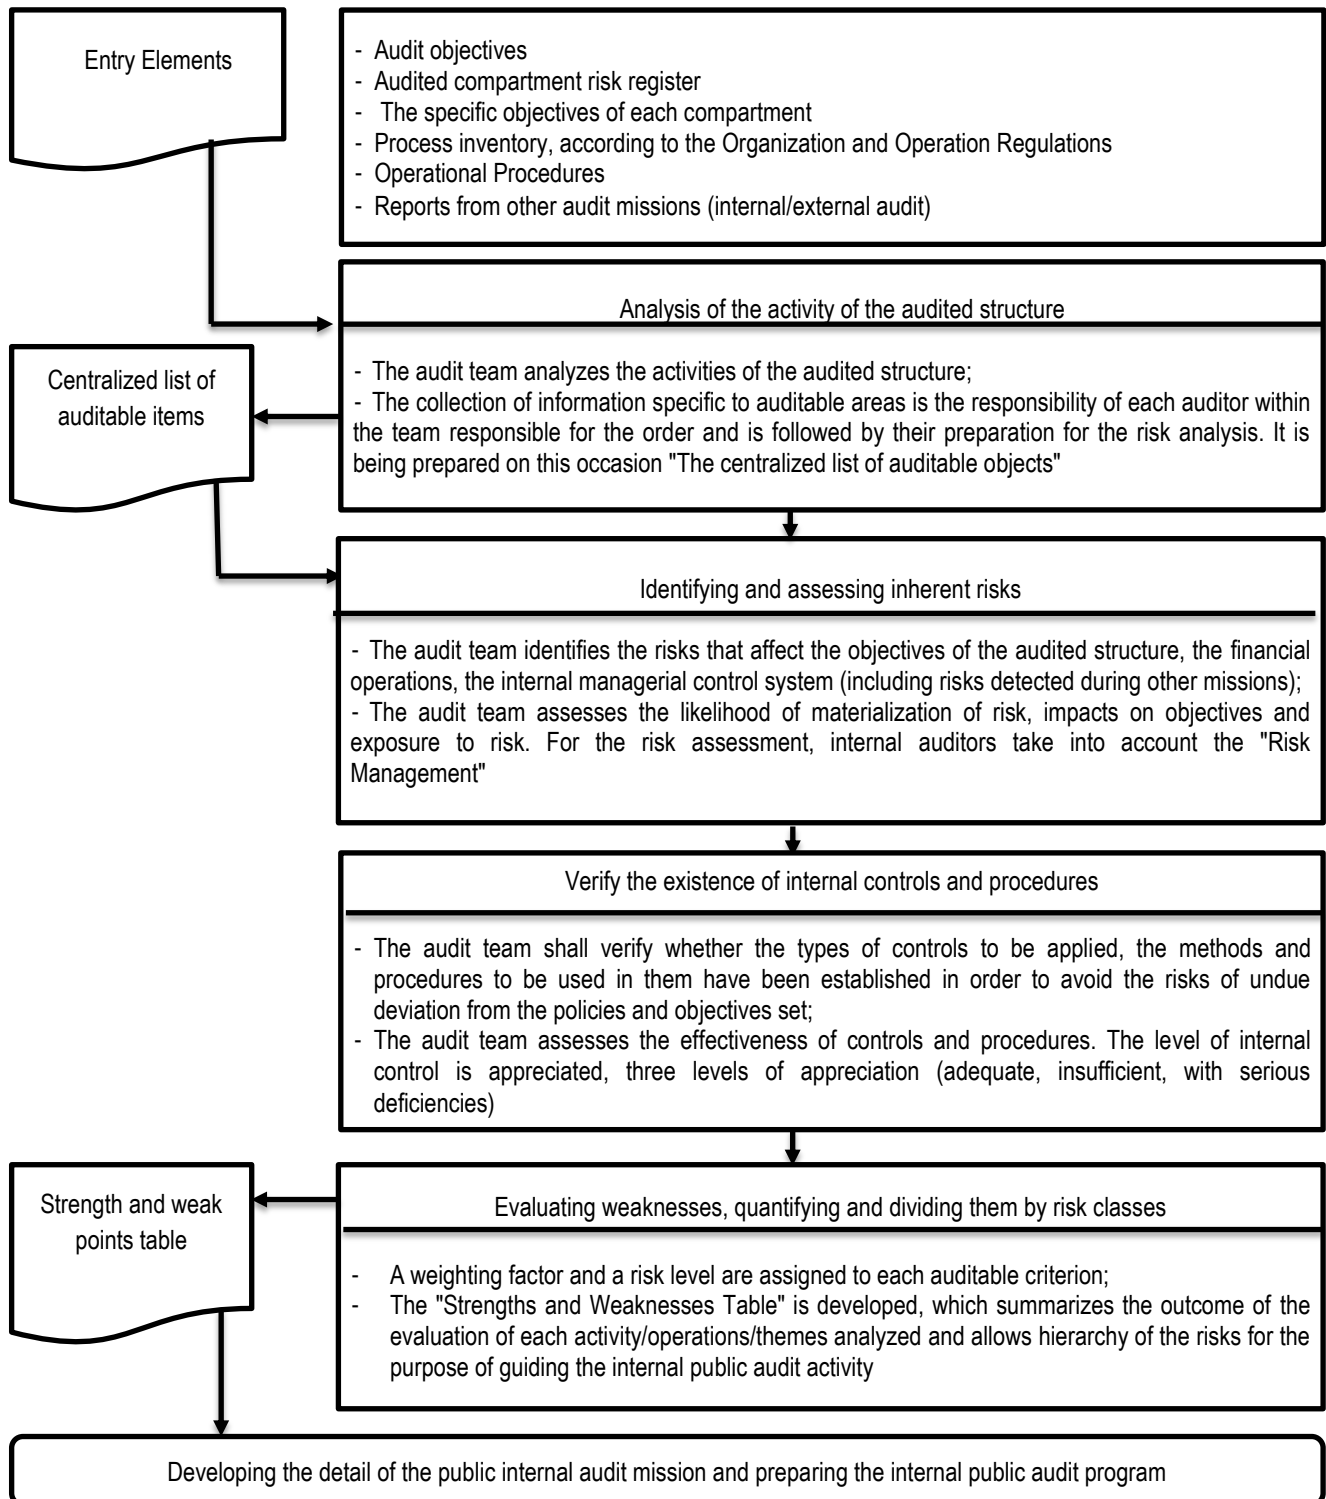 Entry Elements
- Audit objectives
- Audited compartment risk register
- The specific objectives of each compartment
- Process inventory, according to the Organization and Operation Regulations
- Operational Procedures
- Reports from other audit missions (internal/external audit)
Analysis of the activity of the audited structure
Centralized list of
auditable items
- The audit team analyzes the activities of the audited structure;
- The collection of information specific to auditable areas is the responsibility of each auditor within
the team responsible for the order and is followed by their preparation for the risk analysis. It is
being prepared on this occasion "The centralized list of auditable objects"
Identifying and assessing inherent risks
- The audit team identifies the risks that affect the objectives of the audited structure, the financial
operations, the internal managerial control system (including risks detected during other missions);
- The audit team assesses the likelihood of materialization of risk, impacts on objectives and
exposure to risk. For the risk assessment, internal auditors take into account the "Risk
Management"
Verify the existence of internal controls and procedures
- The audit team shall verify whether the types of controls to be applied, the methods and
procedures to be used in them have been established in order to avoid the risks of undue
deviation from the policies and objectives set;
- The audit team assesses the effectiveness of controls and procedures. The level of internal
control is appreciated, three levels of appreciation (adequate, insufficient, with serious
deficiencies)
Strength and weak
points table
Evaluating weaknesses, quantifying and dividing them by risk classes
- A weighting factor and a risk level are assigned to each auditable criterion;
- The "Strengths and Weaknesses Table" is developed, which summarizes the outcome of the
evaluation of each activity/operations/themes analyzed and allows hierarchy of the risks for the
purpose of guiding the internal public audit activity
Developing the detail of the public internal audit mission and preparing the internal public audit program